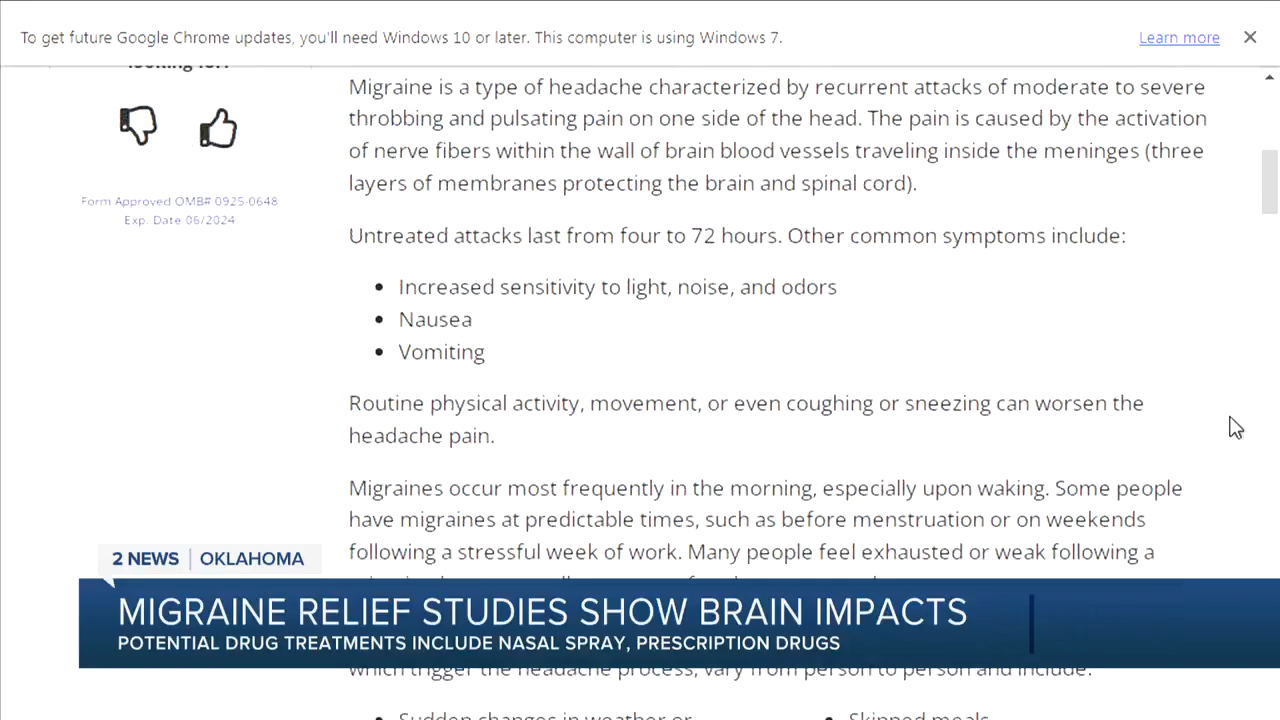 To get future Google Chrome updates, you'll need Windows 10 or later. This computer is using Windows 7.
Learn more
Form Approved OMB# 0925-0648
Exp. Date 06/2024
Migraine is a type of headache characterized by recurrent attacks of moderate to severe
throbbing and pulsating pain on one side of the head. The pain is caused by the activation
of nerve fibers within the wall of brain blood vessels traveling inside the meninges (three
layers of membranes protecting the brain and spinal cord).
Untreated attacks last from four to 72 hours. Other common symptoms include:
• Increased sensitivity to light, noise, and odors
• Nausea
• Vomiting
Routine physical activity, movement, or even coughing or sneezing can worsen the
headache pain.
Migraines occur most frequently in the morning, especially upon waking. Some people
have migraines at predictable times, such as before menstruation or on weekends
following a stressful week of work. Many people feel exhausted or weak following a
2 NEWS | OKLAHOMA
MIGRAINE RELIEF STUDIES SHOW BRAIN IMPACTS
POTENTIAL DRUG TREATMENTS INCLUDE NASAL SPRAY, PRESCRIPTION DRUGS
which trigger the headache process, vary from person to person and include:
• Sudden changes in weather or
• Skipped meals